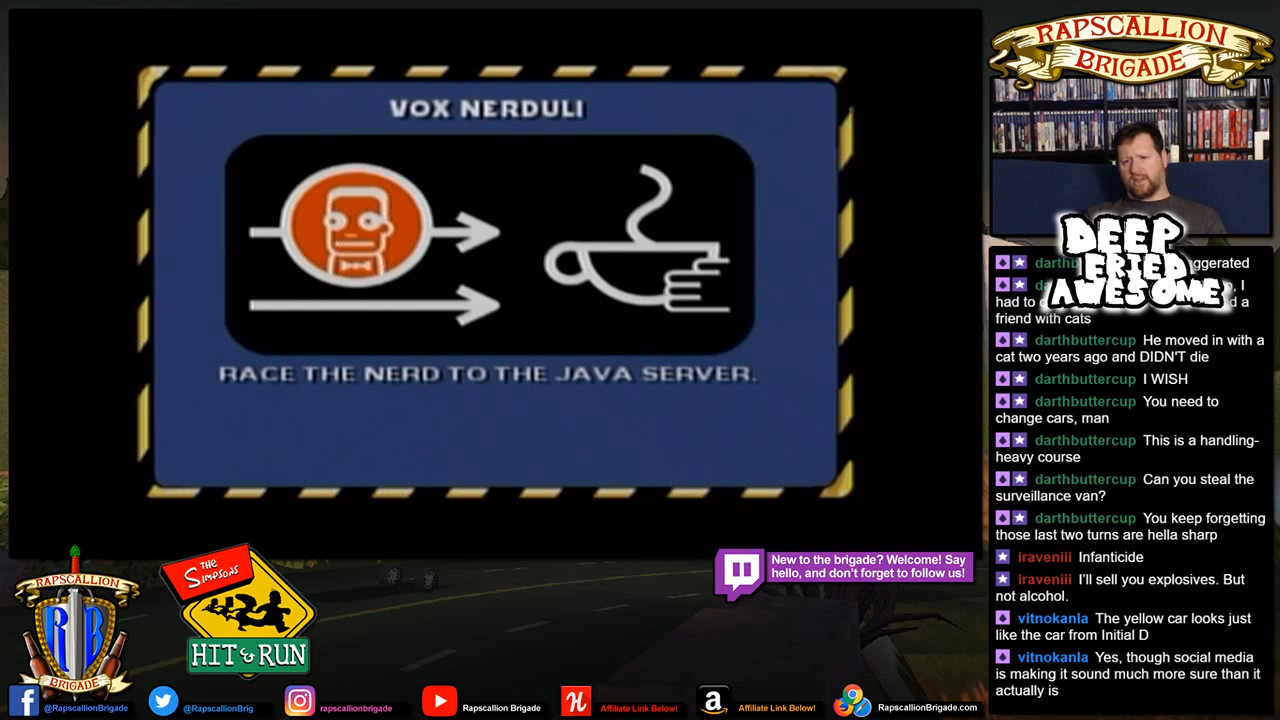 VOX NERDULI
RACE THE NERD TO THE JAVA SERVER.
RAPSCALLION
BRIGADE
DEEP
FRIED
AWESOME
ggerated
I
had to
d a
friend with cats
darthbuttercup He moved in with a
cat two years ago and DIDN'T die
darthbuttercup I WISH
darthbuttercup You need to
change cars, man
darthbuttercup This is a handling-
heavy course
darthbuttercup Can you steal the
surveillance van?
darthbuttercup You keep forgetting
those last two turns are hella sharp
iraveniii Infanticide
iraveniii I'll sell you explosives. But
not alcohol.
vitnokanla The yellow car looks just
like the car from Initial D
vitnokanla Yes, though social media
is making it sound much more sure than it
actually is
New to the brigade? Welcome! Say
hello, and don't forget to follow us!
RAPSCALLION
R B
BRIGADE
THE
SIMPSONS
HIT & RUN
@RapscallionBrigade
@RapscallionBrig
rapscallionbrigade
Rapscallion Brigade
Affiliate Link Below!
Affiliate Link Below!
RapscallionBrigade.com